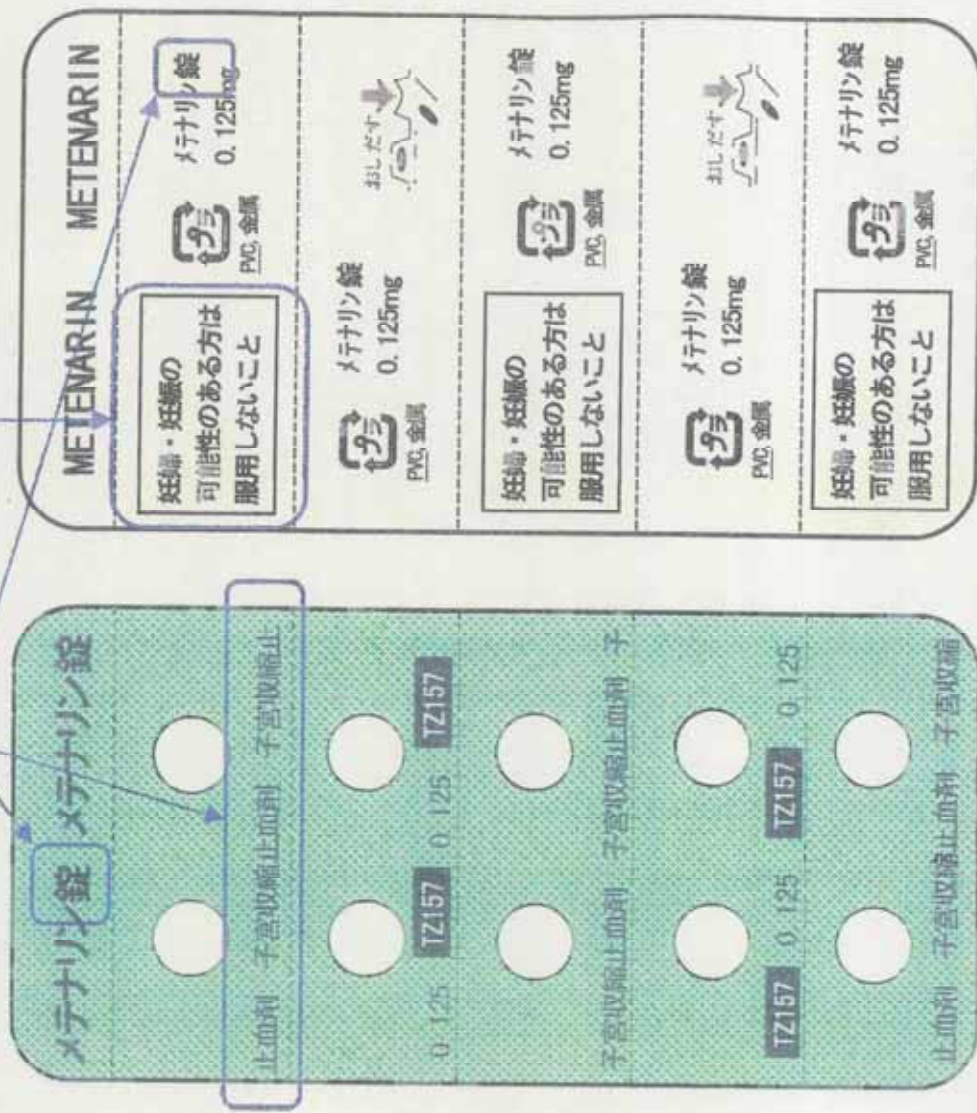 メテナリン錠 メテナリン錠
止血剤 子宮収縮止血剤 子宮収縮止
0.125 TZ157 0.125 TZ157
子宮収縮止血剤 子宮収縮止血剤 子
TZ157 0.125 TZ157 0.125
止血剤 子宮収縮止血剤 子宮収縮
METENARIN METENARIN
妊婦・妊娠の
可能性のある方は
服用しないこと
プラ
PVC, 金属
メテナリン錠
0.125mg
プラ
PVC, 金属
メテナリン錠
0.125mg
おしだす
妊婦・妊娠の
可能性のある方は
服用しないこと
プラ
PVC, 金属
メテナリン錠
0.125mg
プラ
PVC, 金属
メテナリン錠
0.125mg
おしだす
妊婦・妊娠の
可能性のある方は
服用しないこと
プラ
PVC, 金属
メテナリン錠
0.125mg